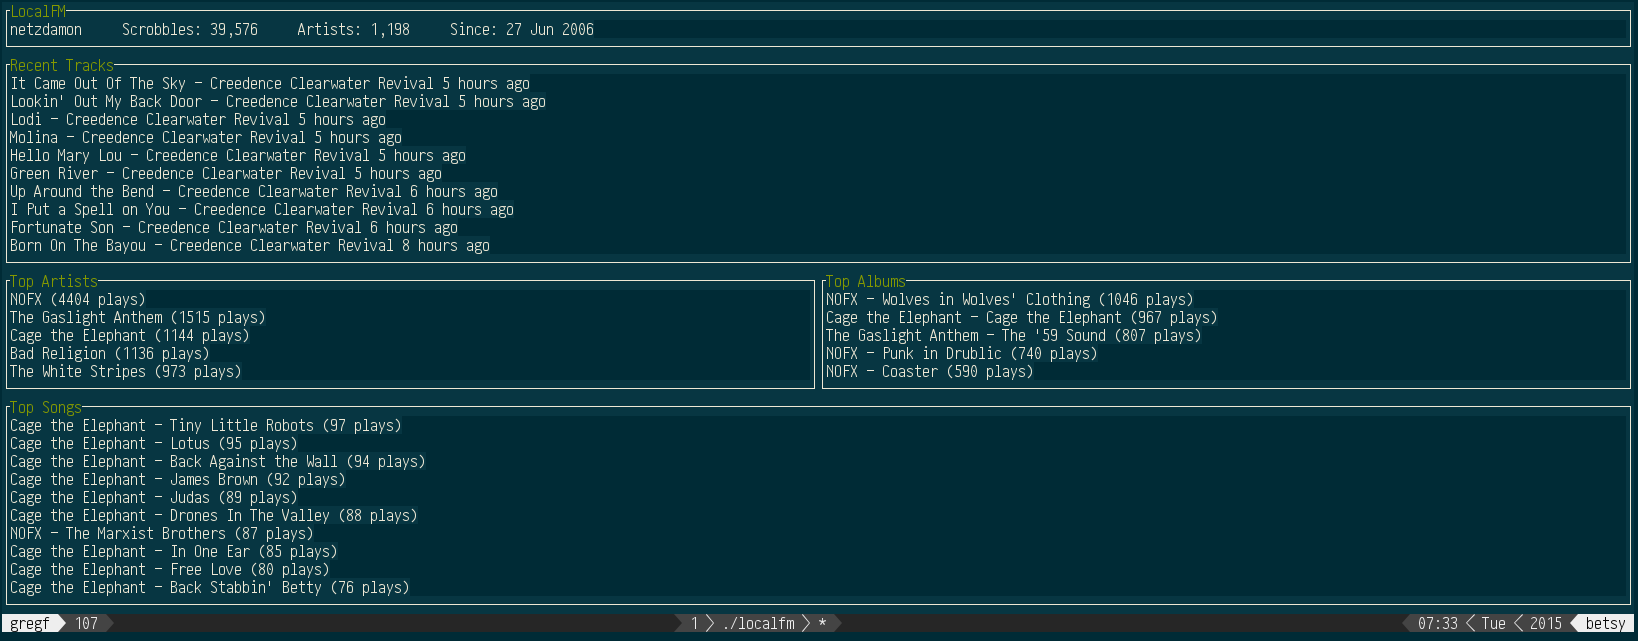 LocalFM
netzdamon Scrobbles: 39,576 Artists: 1,198 Since: 27 Jun 2006
Recent Tracks
It Came Out Of The Sky - Creedence Clearwater Revival 5 hours ago
Lookin' Out My Back Door - Creedence Clearwater Revival 5 hours ago
Lodi - Creedence Clearwater Revival 5 hours ago
Molina - Creedence Clearwater Revival 5 hours ago
Hello Mary Lou - Creedence Clearwater Revival 5 hours ago
Green River - Creedence Clearwater Revival 5 hours ago
Up Around the Bend - Creedence Clearwater Revival 6 hours ago
I Put a Spell on You - Creedence Clearwater Revival 6 hours ago
Fortunate Son - Creedence Clearwater Revival 6 hours ago
Born On The Bayou - Creedence Clearwater Revival 8 hours ago
Top Artists
NOFX (4404 plays)
The Gaslight Anthem (1515 plays)
Cage the Elephant (1144 plays)
Bad Religion (1136 plays)
The White Stripes (973 plays)
Top Albums
NOFX - Wolves in Wolves' Clothing (1046 plays)
Cage the Elephant - Cage the Elephant (967 plays)
The Gaslight Anthem - The '59 Sound (807 plays)
NOFX - Punk in Drublic (740 plays)
NOFX - Coaster (590 plays)
Top Songs
Cage the Elephant - Tiny Little Robots (97 plays)
Cage the Elephant - Lotus (95 plays)
Cage the Elephant - Back Against the Wall (94 plays)
Cage the Elephant - James Brown (92 plays)
Cage the Elephant - Judas (89 plays)
Cage the Elephant - Drones In The Valley (88 plays)
NOFX - The Marxist Brothers (87 plays)
Cage the Elephant - In One Ear (85 plays)
Cage the Elephant - Free Love (80 plays)
Cage the Elephant - Back Stabbin' Betty (76 plays)
gregf 107 1 ./localfm * 07:33 Tue 2015 betsy